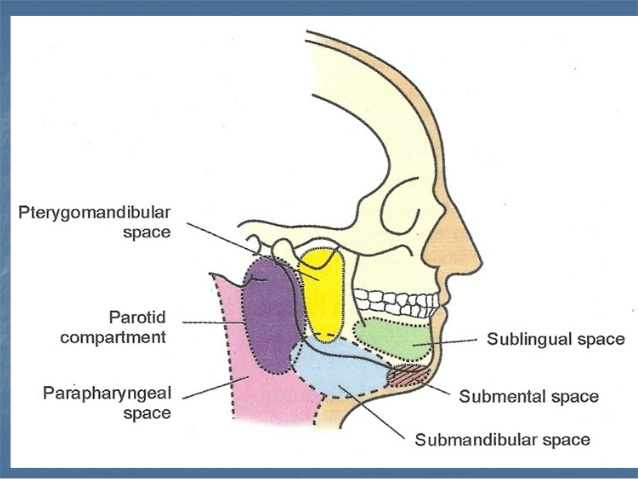 Pterygomandibular
space
Parotid
compartment
Parapharyngeal
space
Sublingual space
Submental space
Submandibular space